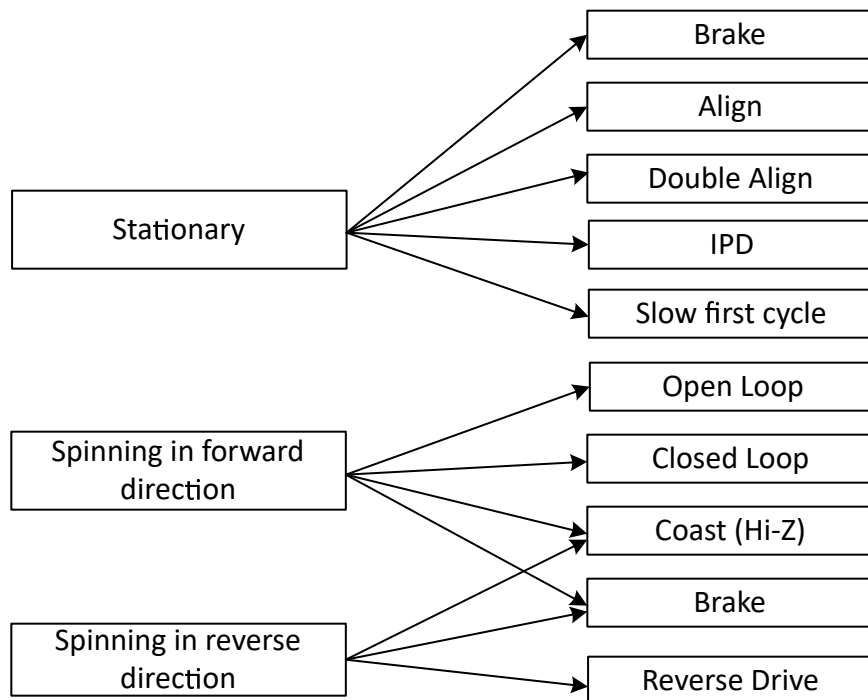 Brake
Align
Double Align
Stationary
IPD
Slow first cycle
Open Loop
Spinning in forward
direction
Closed Loop
Coast (Hi-Z)
Brake
Spinning in reverse
direction
Reverse Drive